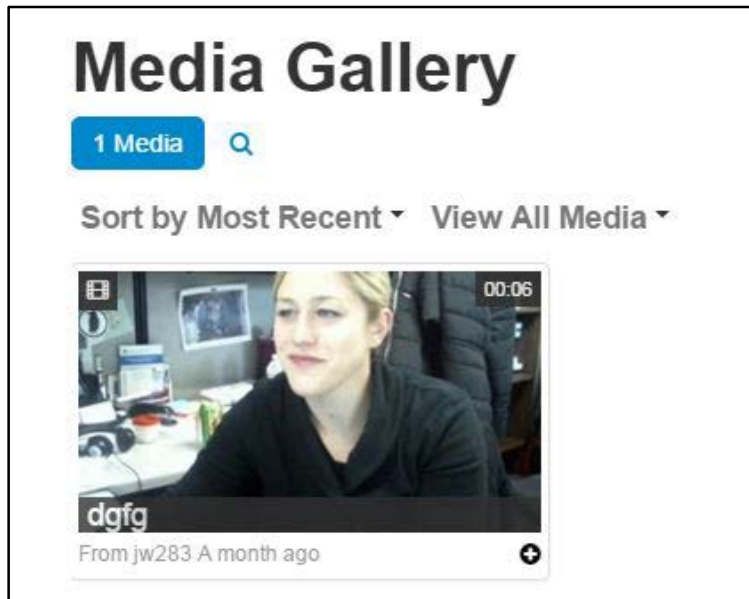 Media Gallery
1 Media
Sort by Most Recent View All Media
00:06
dgfg
From jw283 A month ago